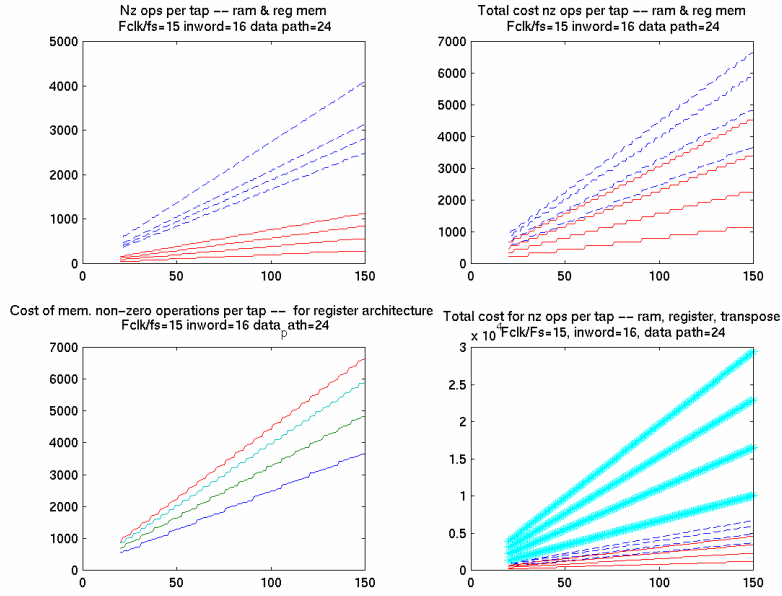 Nz ops per tap -- ram & reg mem
Fclk/fs=15 inword=16 data path=24
5000
4000
3000
2000
1000
0
0 50 100 150
Total cost nz ops per tap -- ram & reg mem
Fclk/fs=15 inword=16 data path=24
7000
6000
5000
4000
3000
2000
1000
0
0 50 100 150
Cost of mem. non-zero operations per tap -- for register architecture
Fclk/fs=15 inword=16 data_path=24
7000
6000
5000
4000
3000
2000
1000
0
0 50 100 150
Total cost for nz ops per tap -- ram, register, transpose
x 10^4 Fclk/Fs=15, inword=16, data path=24
3
2.5
2
1.5
1
0.5
0
0 50 100 150